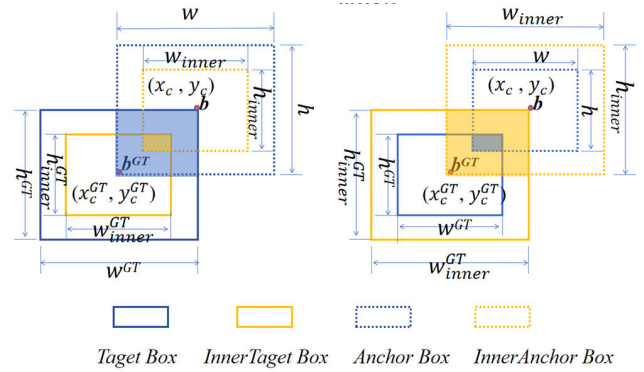 w
w_inner
(x_c , y_c)
b
h_inner
h
b^GT
h^GT
h_inner^GT
(x_c^GT, y_c^GT)
w_inner^GT
w^GT
w_inner
w
(x_c , y_c)
b
h
h_inner
b^GT
h_inner^GT
h^GT
(x_c^GT, y_c^GT)
w^GT
w_inner^GT
Taget Box InnerTaget Box Anchor Box InnerAnchor Box